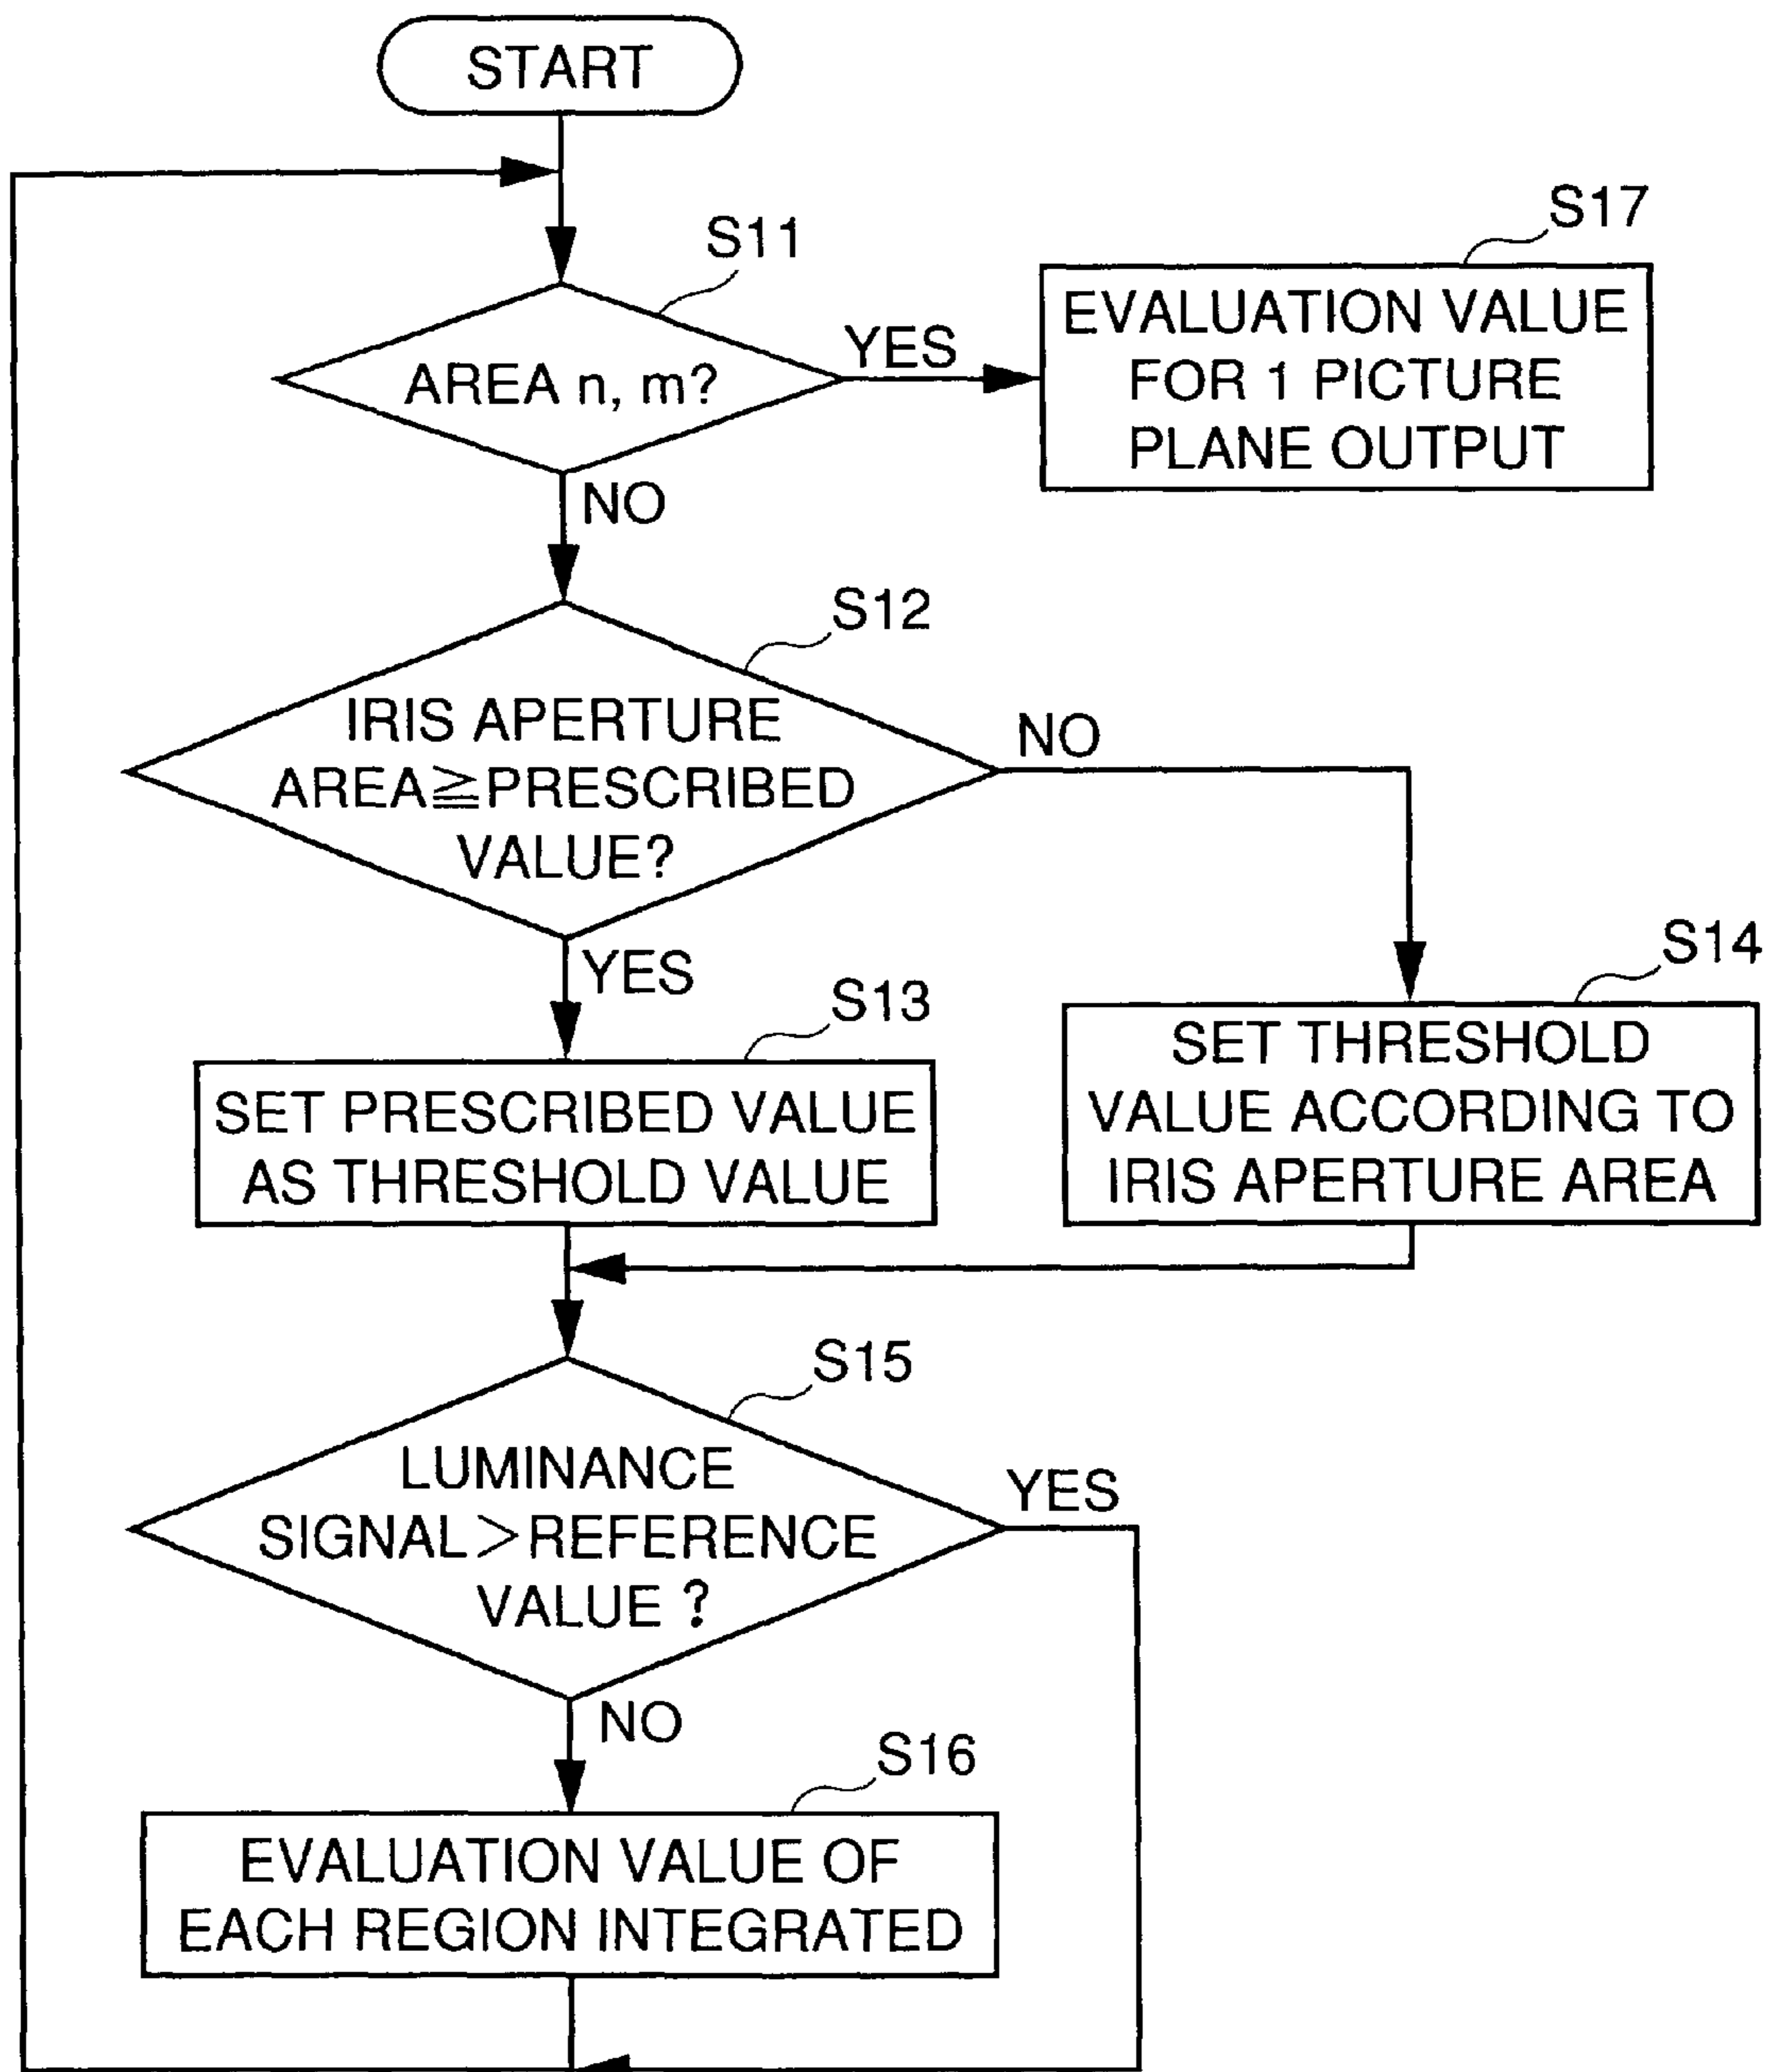 START
S11
AREA n, m?
YES
S17
EVALUATION VALUE
FOR 1 PICTURE
PLANE OUTPUT
NO
S12
IRIS APERTURE
AREA≧PRESCRIBED
VALUE?
NO
YES
S13
SET PRESCRIBED VALUE
AS THRESHOLD VALUE
S14
SET THRESHOLD
VALUE ACCORDING TO
IRIS APERTURE AREA
S15
LUMINANCE
SIGNAL>REFERENCE
VALUE ?
YES
NO
S16
EVALUATION VALUE OF
EACH REGION INTEGRATED